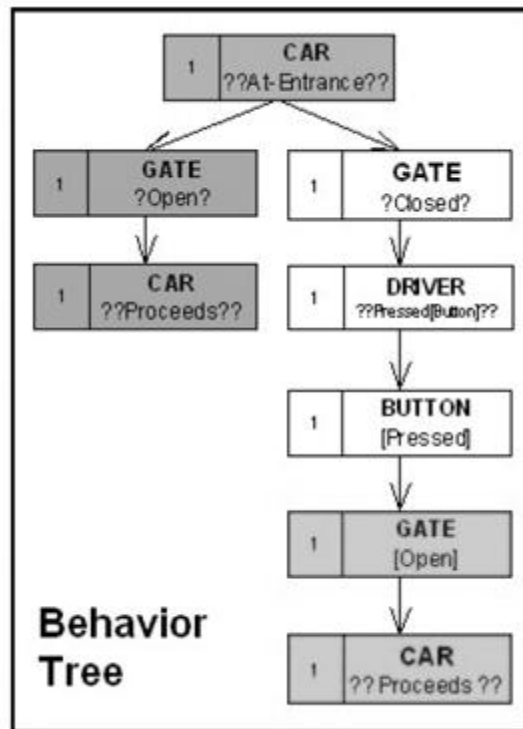 1
CAR
??At-Entrance??
1
GATE
?Open?
1
GATE
?Closed?
1
CAR
??Proceeds??
1
DRIVER
??Pressed[Button]??
1
BUTTON
[Pressed]
1
GATE
[Open]
1
CAR
?? Proceeds ??
Behavior
Tree